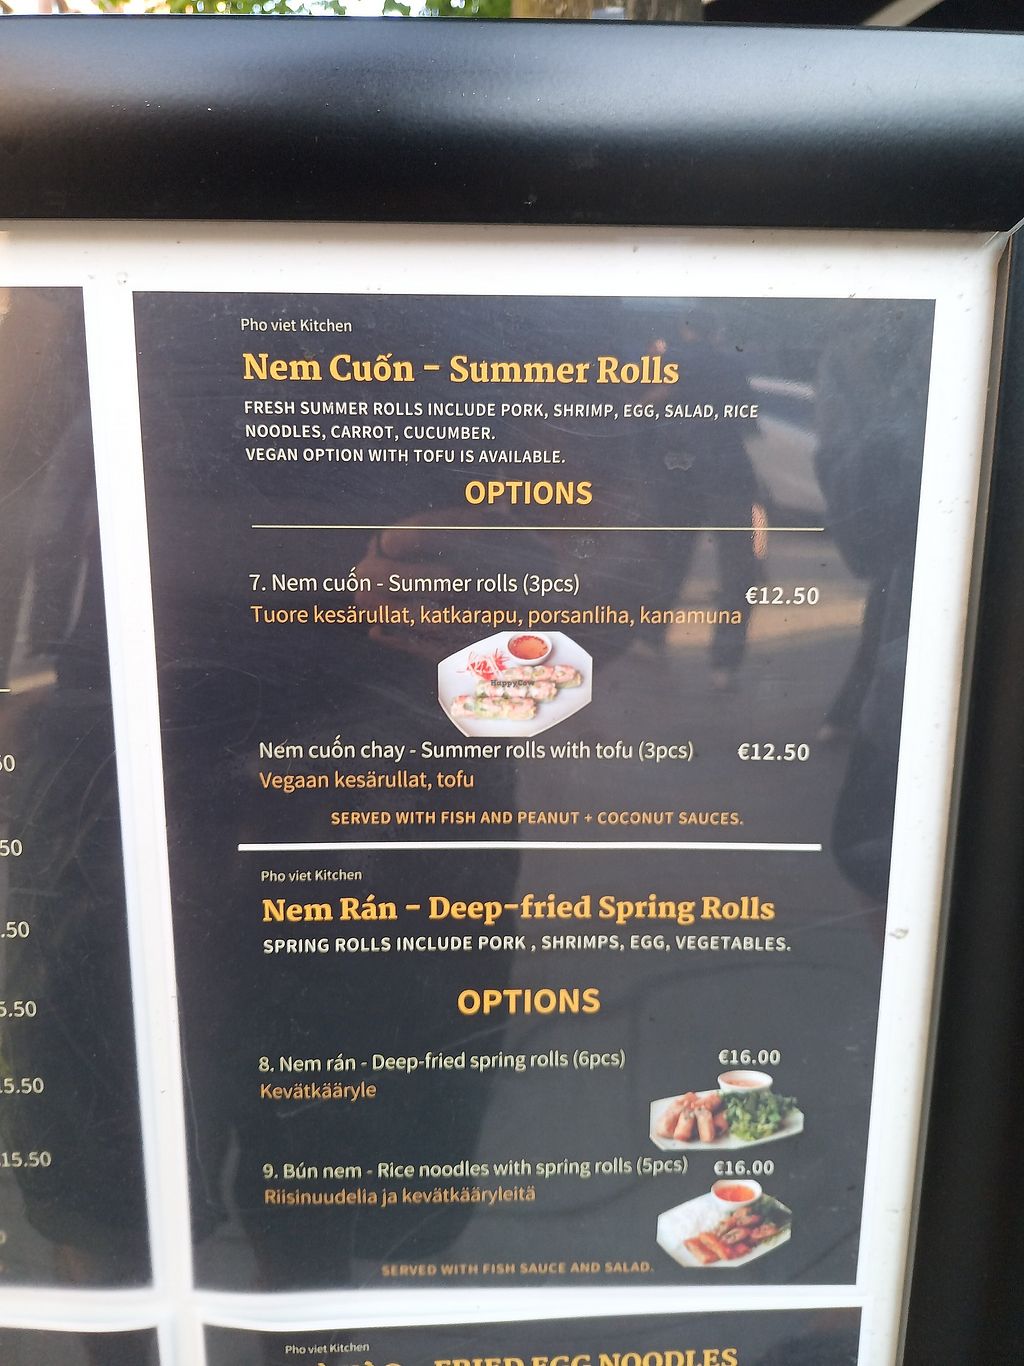 Pho viet Kitchen
Nem Cuốn - Summer Rolls
FRESH SUMMER ROLLS INCLUDE PORK, SHRIMP, EGG, SALAD, RICE
NOODLES, CARROT, CUCUMBER.
VEGAN OPTION WITH TOFU IS AVAILABLE.
OPTIONS
7. Nem cuốn - Summer rolls (3pcs) €12.50
Tuore kesärullat, katkarapu, porsanliha, kanamuna
HappyCow
Nem cuốn chay - Summer rolls with tofu (3pcs) €12.50
Vegaan kesärullat, tofu
SERVED WITH FISH AND PEANUT + COCONUT SAUCES.
Pho viet Kitchen
Nem Rán - Deep-fried Spring Rolls
SPRING ROLLS INCLUDE PORK , SHRIMPS, EGG, VEGETABLES.
OPTIONS
8. Nem rán - Deep-fried spring rolls (6pcs) €16.00
Kevätkääryle
9. Bún nem - Rice noodles with spring rolls (5pcs) €16.00
Riisinuudelia ja kevätkääryleitä
SERVED WITH FISH SAUCE AND SALAD.
Pho viet Kitchen
- FRIED EGG NOODLES